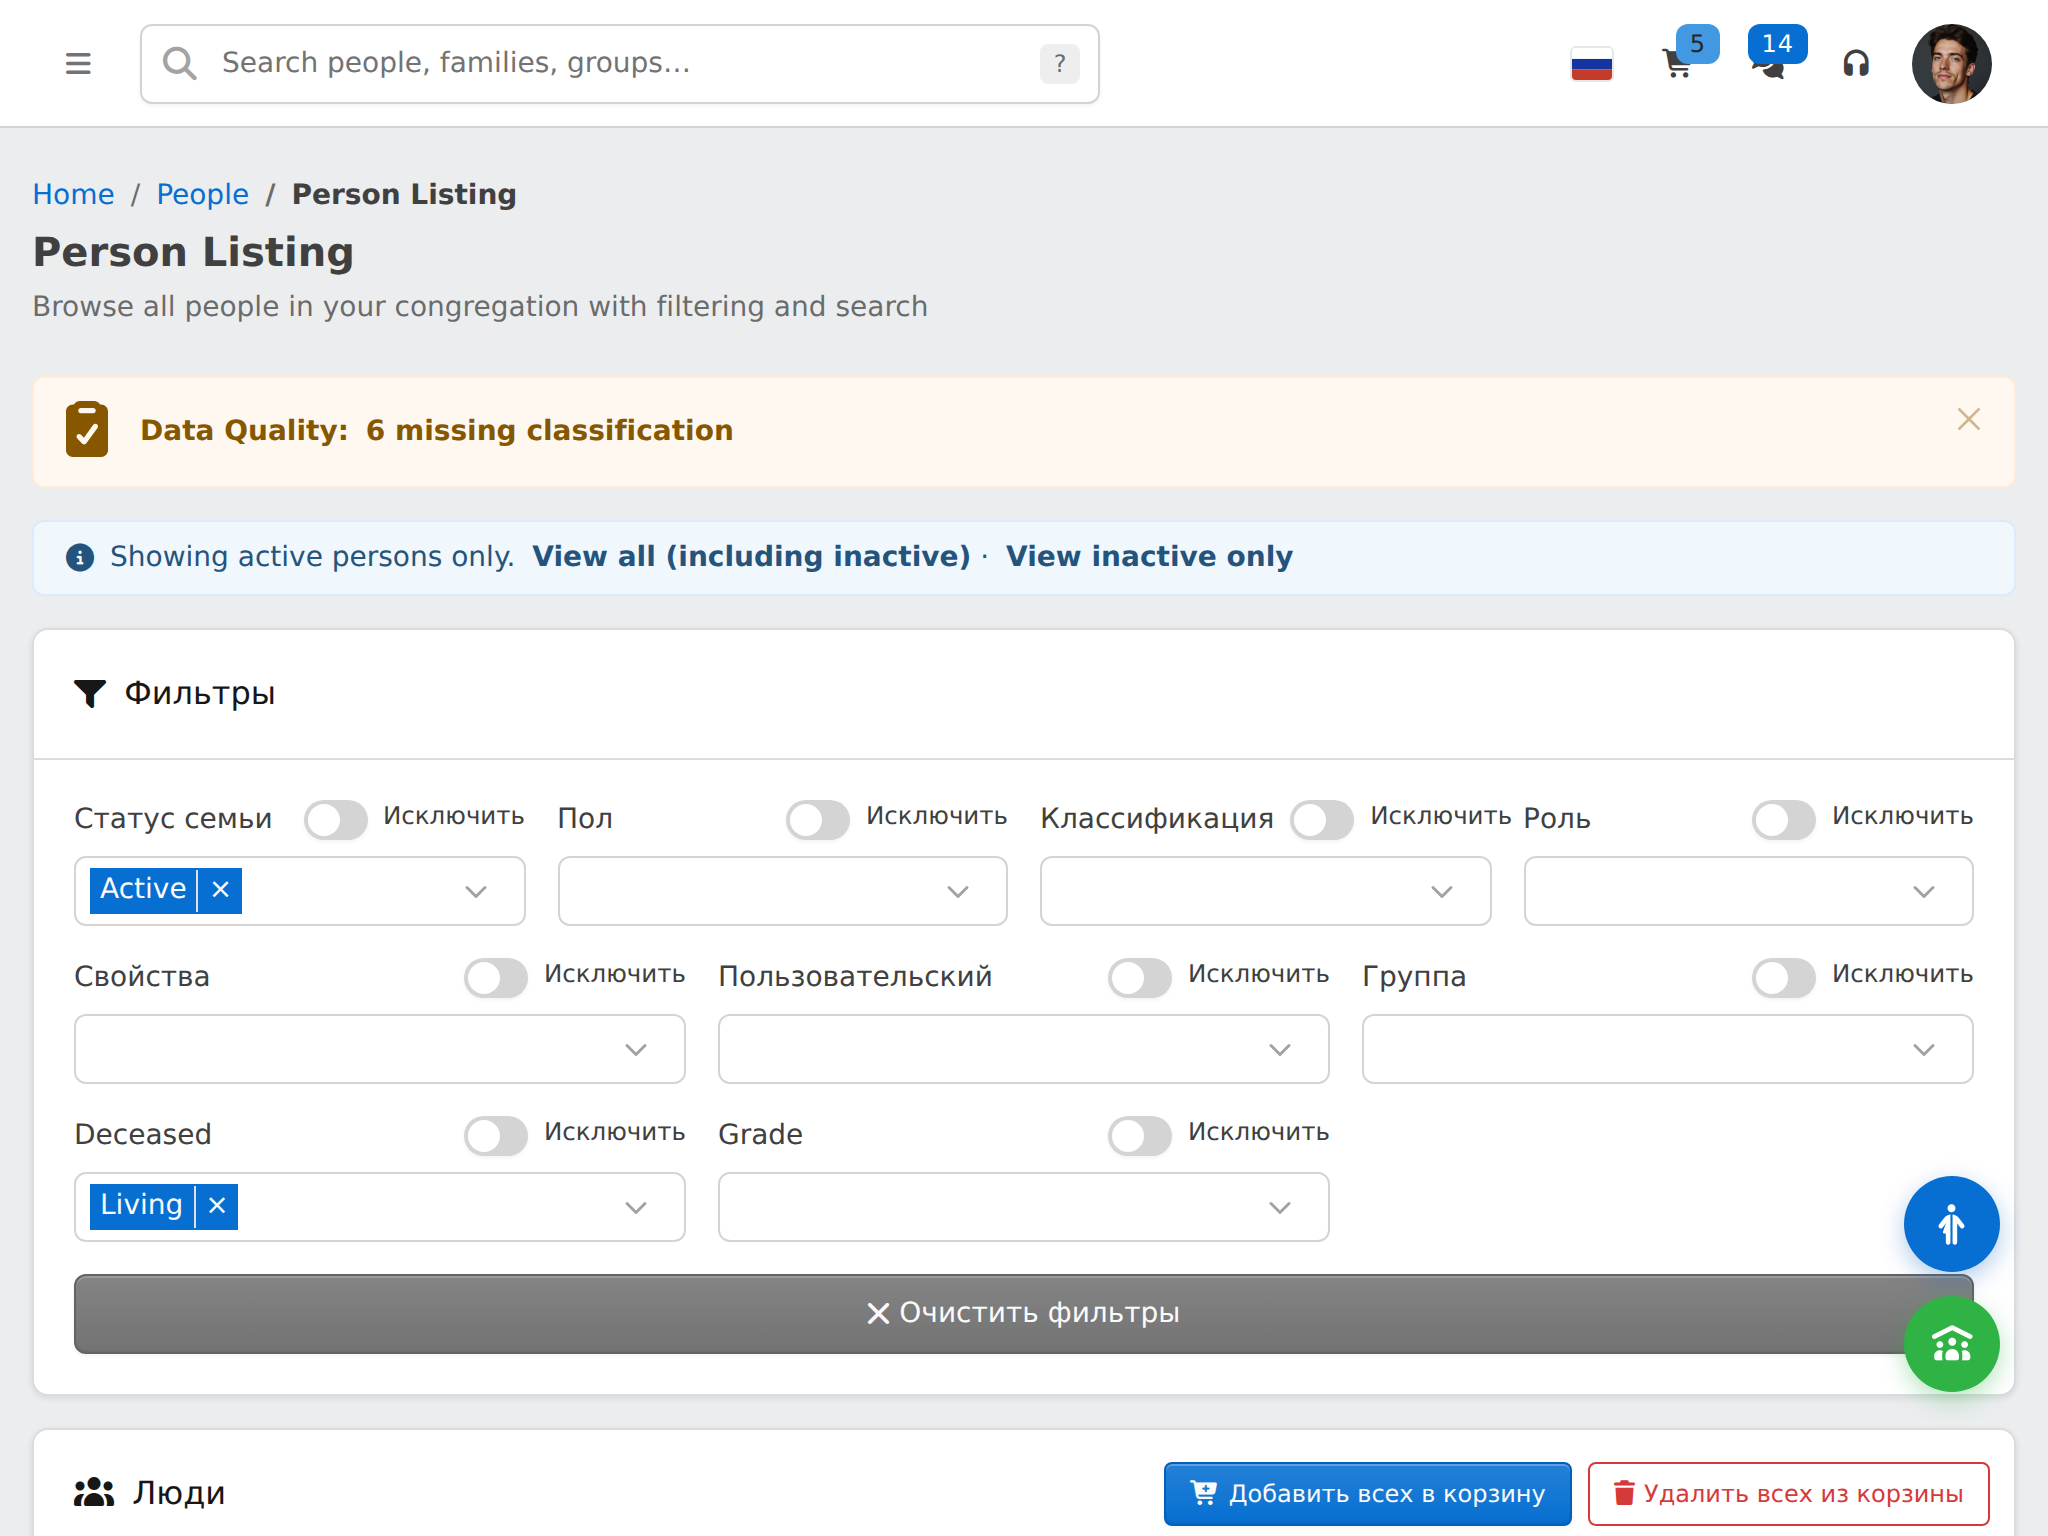 Search people, families, groups...
?
5
14
Home / People / Person Listing
Person Listing
Browse all people in your congregation with filtering and search
Data Quality: 6 missing classification
Showing active persons only. View all (including inactive) · View inactive only
Фильтры
Статус семьи Исключить Пол Исключить Классификация Исключить Роль Исключить
Active ×
Свойства Исключить Пользовательский Исключить Группа Исключить
Deceased Исключить Grade Исключить
Living ×
Очистить фильтры
Люди Добавить всех в корзину Удалить всех из корзины